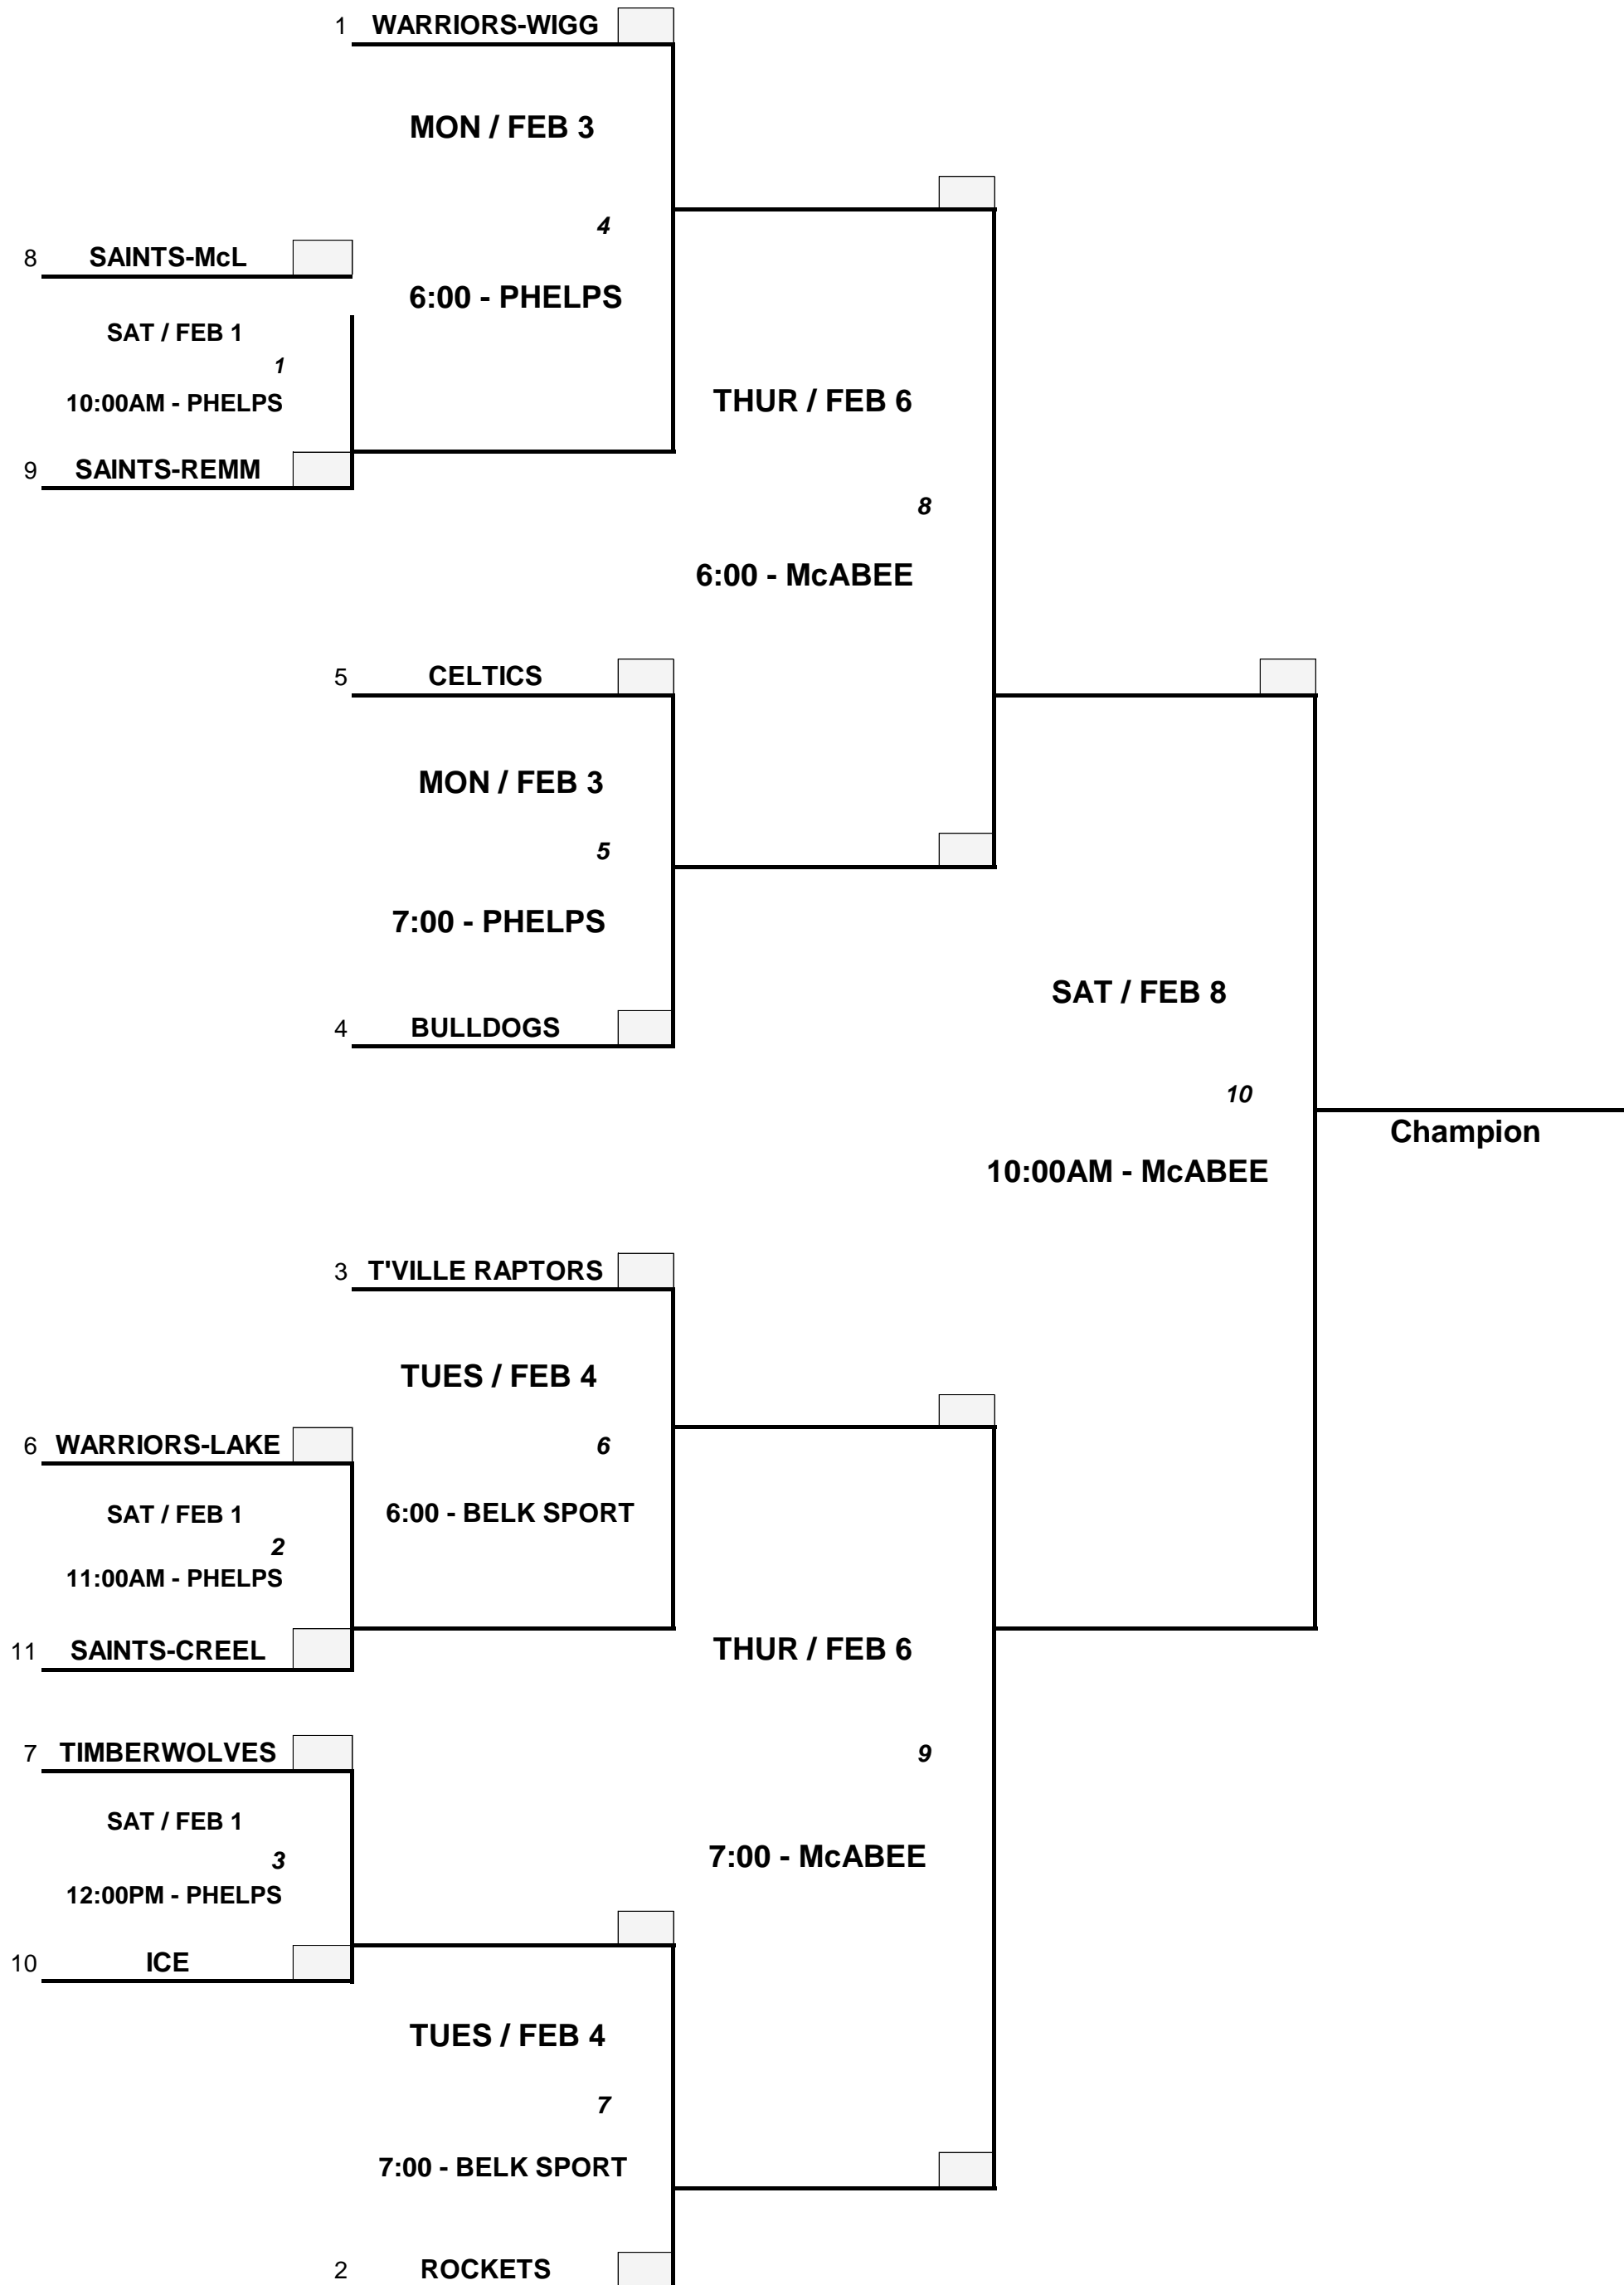 1 WARRIORS-WIGG
MON / FEB 3
4
8 SAINTS-McL
6:00 - PHELPS
SAT / FEB 1
1
10:00AM - PHELPS
THUR / FEB 6
9 SAINTS-REMM
8
6:00 - McABEE
5 CELTICS
MON / FEB 3
5
7:00 - PHELPS
SAT / FEB 8
4 BULLDOGS
10
Champion
10:00AM - McABEE
3 T'VILLE RAPTORS
TUES / FEB 4
6 WARRIORS-LAKE
6
SAT / FEB 1
6:00 - BELK SPORT
2
11:00AM - PHELPS
11 SAINTS-CREEL
THUR / FEB 6
7 TIMBERWOLVES
9
SAT / FEB 1
3
7:00 - McABEE
12:00PM - PHELPS
10 ICE
TUES / FEB 4
7
7:00 - BELK SPORT
2 ROCKETS